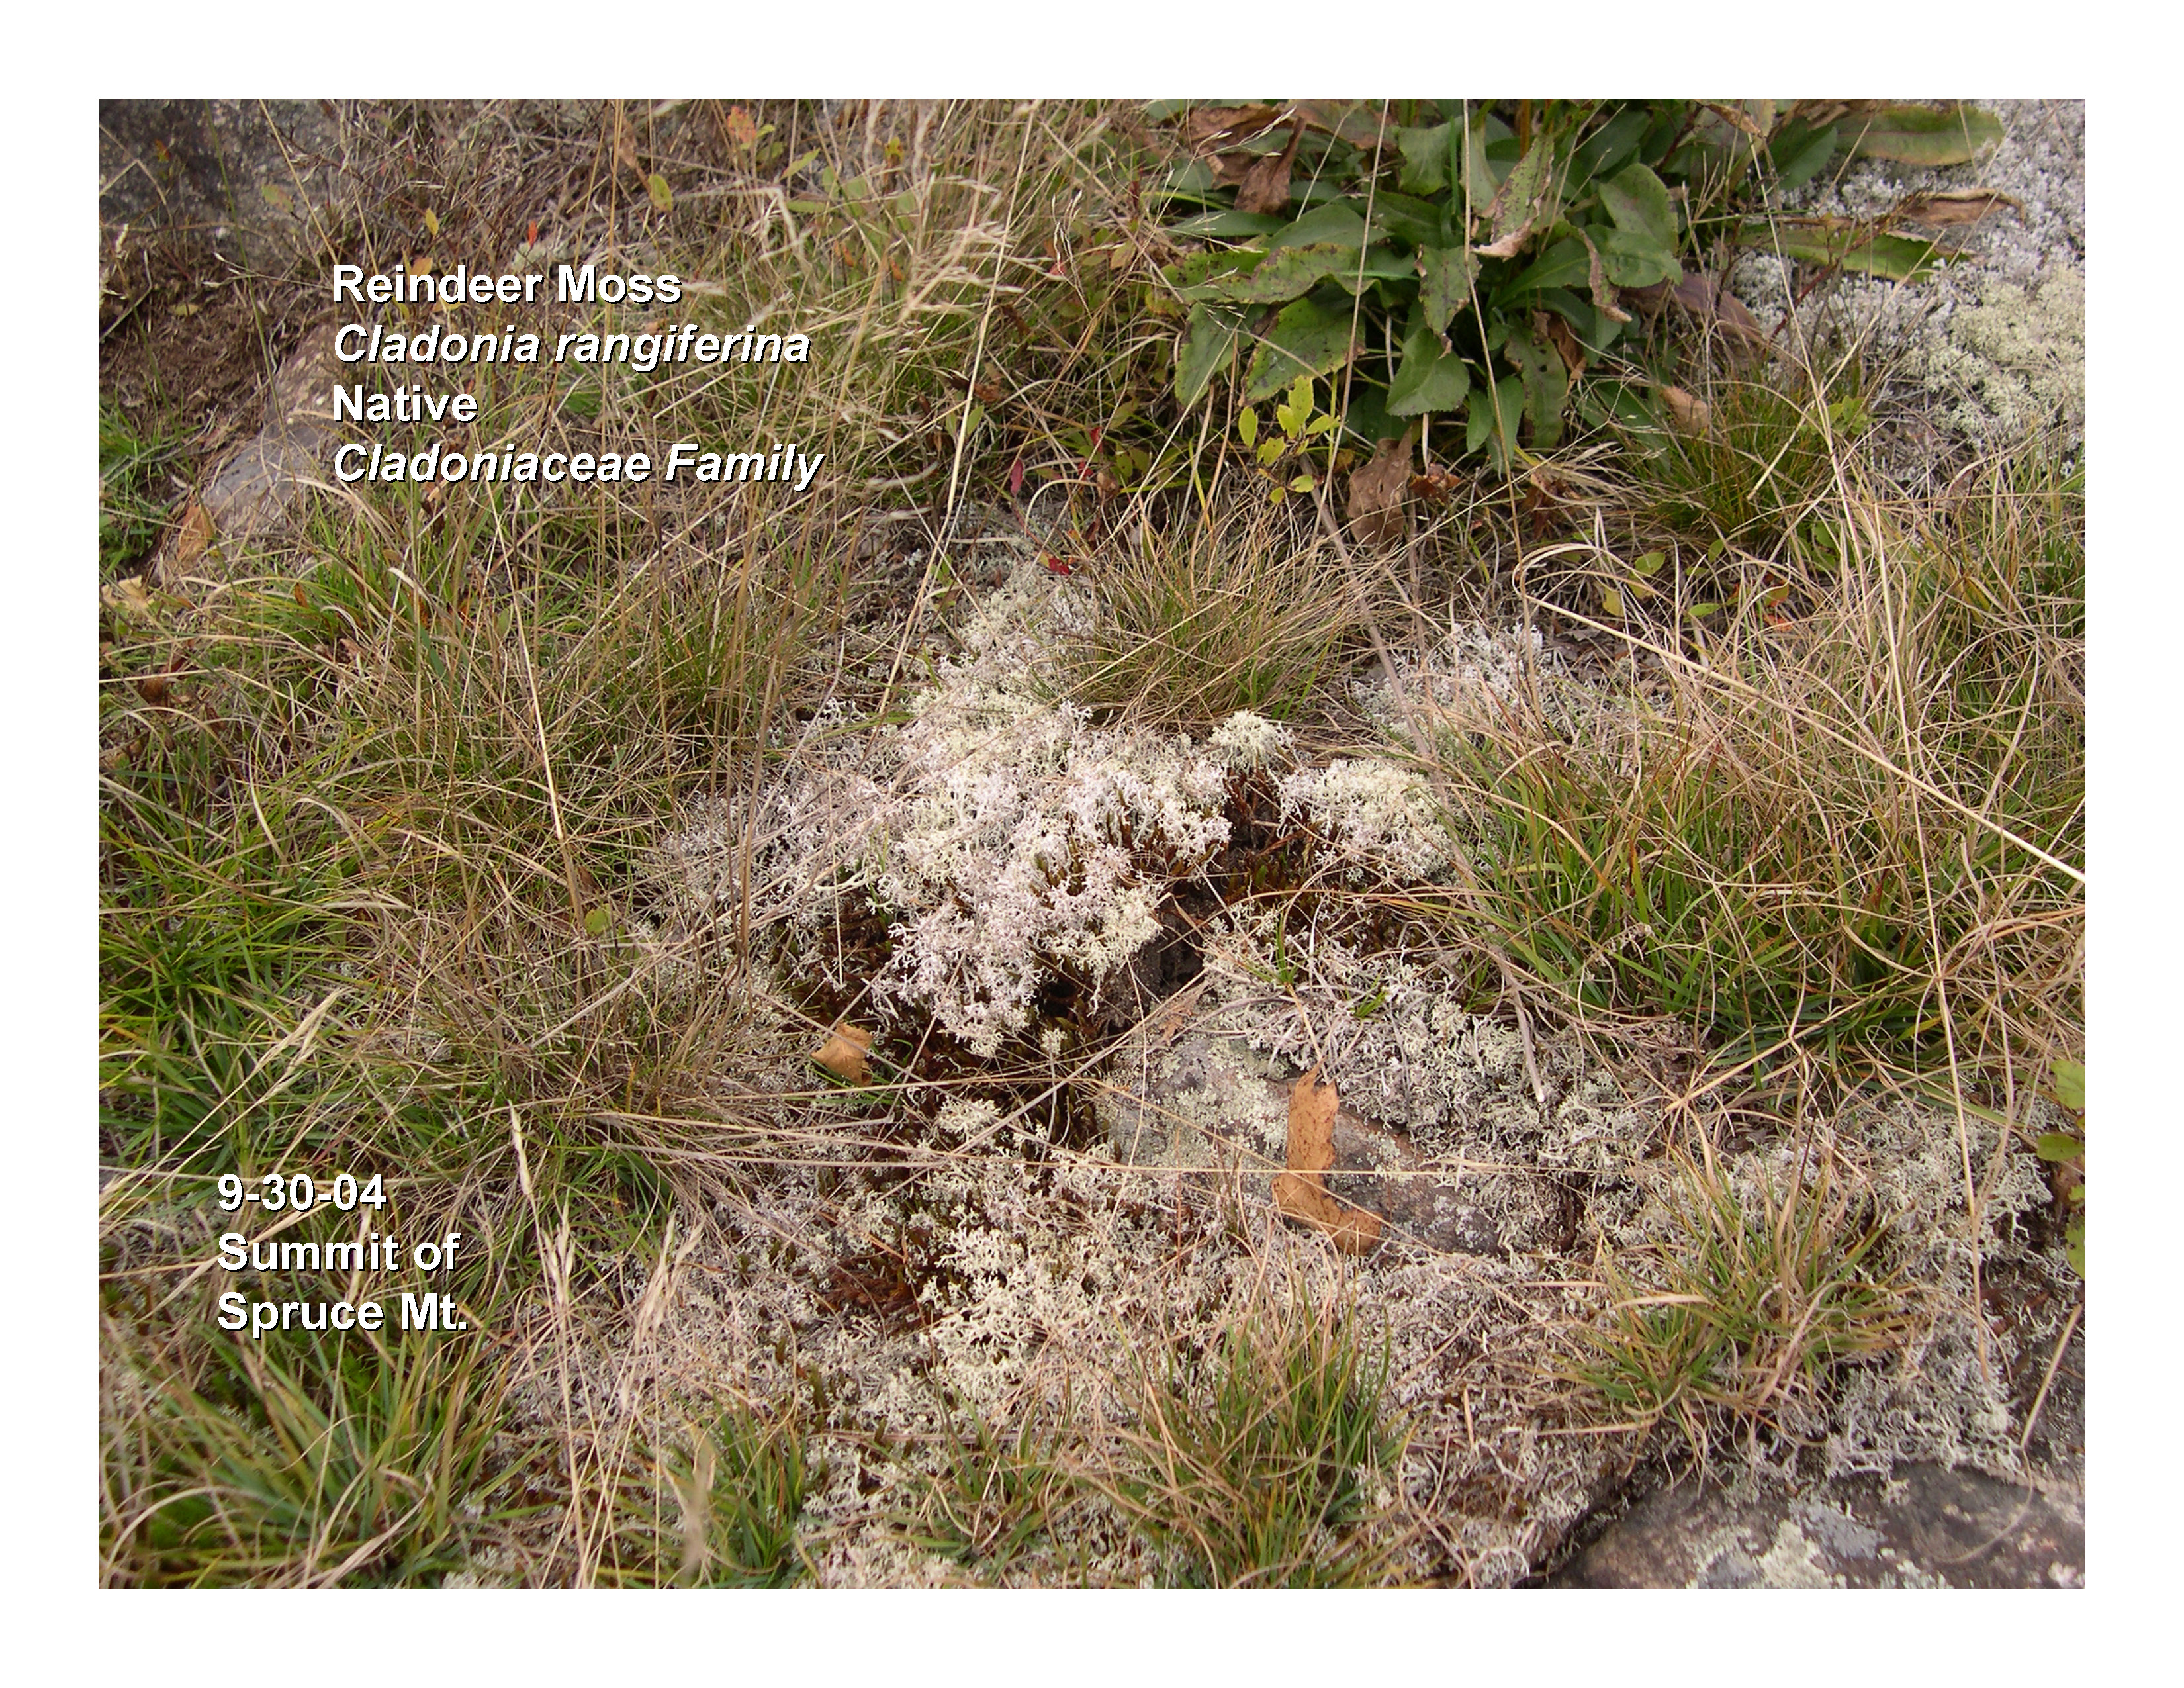 Reindeer Moss
Cladonia rangiferina
Native
Cladoniaceae Family
9-30-04
Summit of
Spruce Mt.